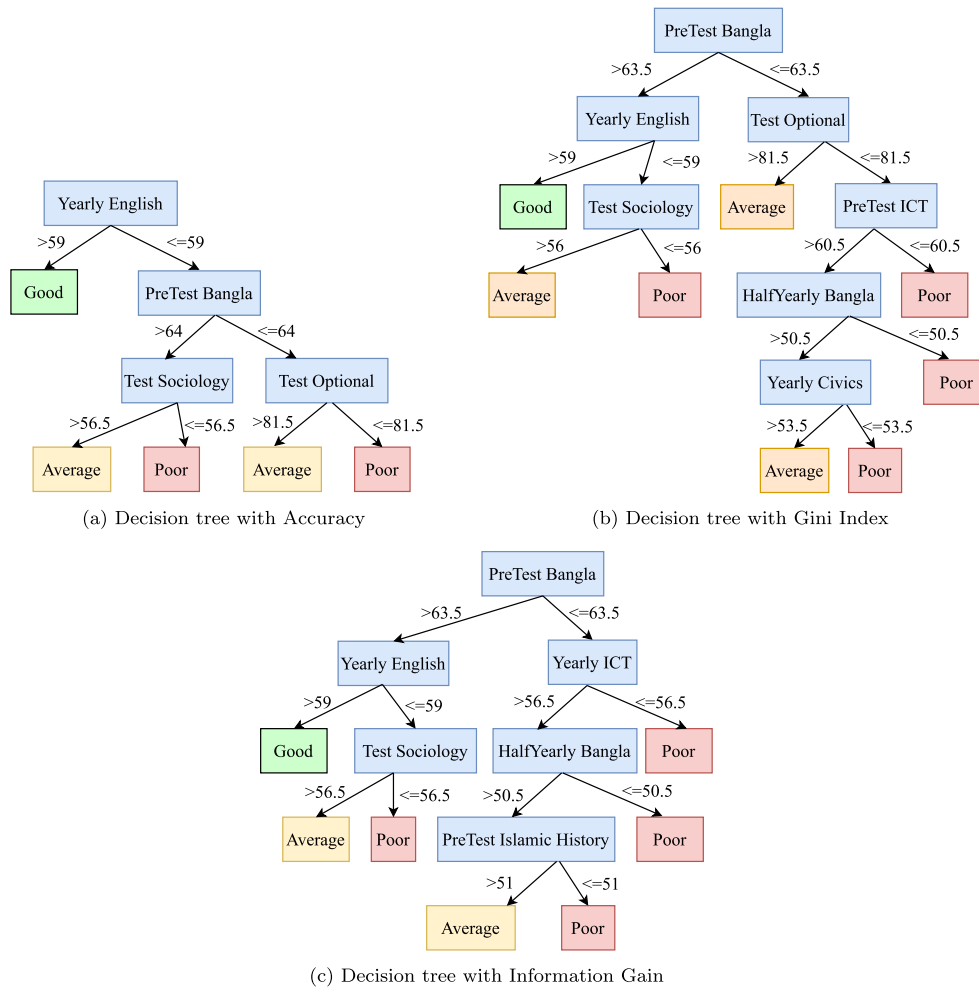 Yearly English
>59
<=59
Good
PreTest Bangla
>64
<=64
Test Sociology
Test Optional
>56.5
<=56.5
>81.5
<=81.5
Average
Poor
Average
Poor
(a) Decision tree with Accuracy
PreTest Bangla
>63.5
<=63.5
Yearly English
Test Optional
>59
<=59
>81.5
<=81.5
Good
Test Sociology
Average
PreTest ICT
>56
<=56
>60.5
<=60.5
Average
Poor
HalfYearly Bangla
Poor
>50.5
<=50.5
Yearly Civics
Poor
>53.5
<=53.5
Average
Poor
(b) Decision tree with Gini Index
PreTest Bangla
>63.5
<=63.5
Yearly English
Yearly ICT
>59
<=59
>56.5
<=56.5
Good
Test Sociology
HalfYearly Bangla
Poor
>56.5
<=56.5
>50.5
<=50.5
Average
Poor
PreTest Islamic History
Poor
>51
<=51
Average
Poor
(c) Decision tree with Information Gain